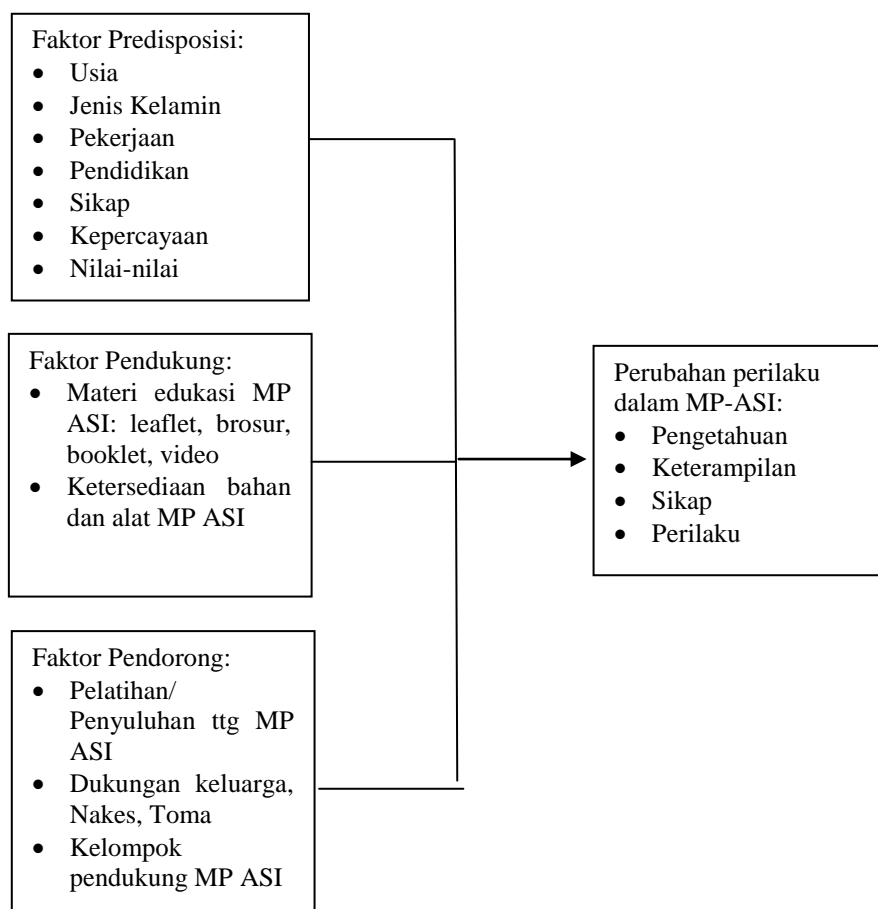 Faktor Predisposisi:
• Usia
• Jenis Kelamin
• Pekerjaan
• Pendidikan
• Sikap
• Kepercayaan
• Nilai-nilai
Faktor Pendukung:
• Materi edukasi MP
ASI: leaflet, brosur,
booklet, video
• Ketersediaan bahan
dan alat MP ASI
Faktor Pendorong:
• Pelatihan/
Penyuluhan ttg MP
ASI
• Dukungan keluarga,
Nakes, Toma
• Kelompok
pendukung MP ASI
Perubahan perilaku
dalam MP-ASI:
• Pengetahuan
• Keterampilan
• Sikap
• Perilaku